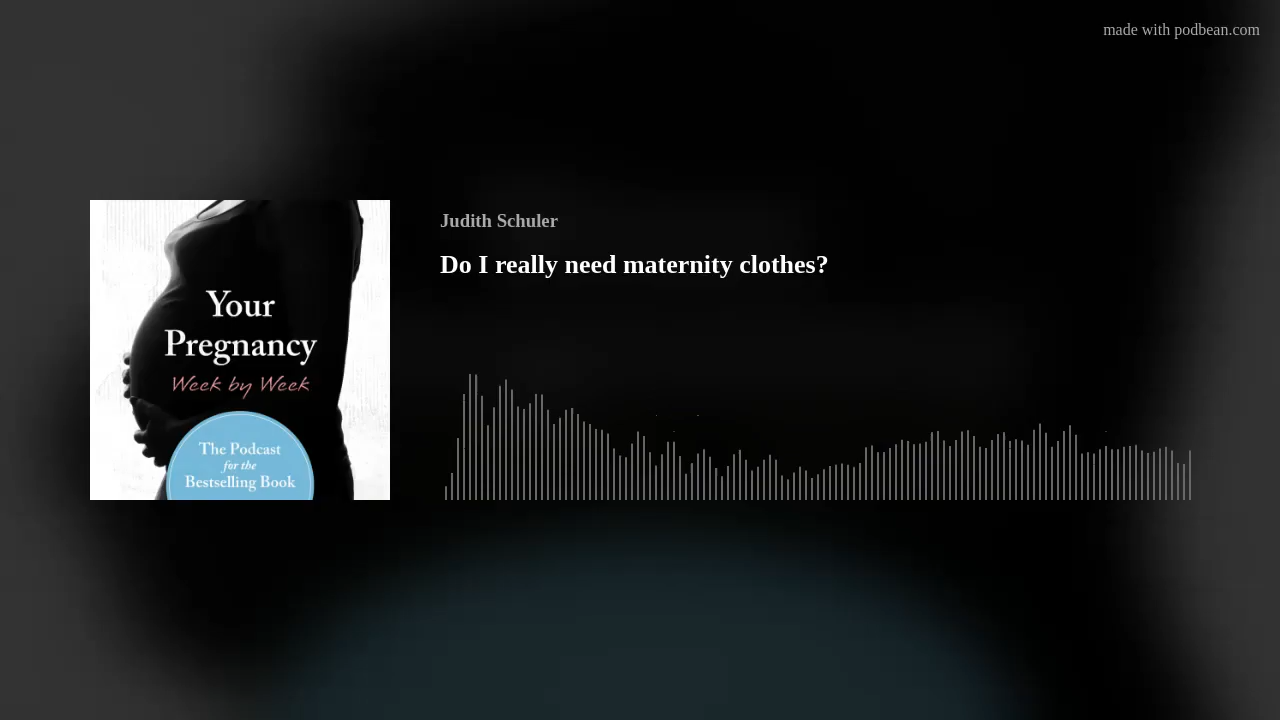 made with podbean.com
Judith Schuler
Do I really need maternity clothes?
Your
Pregnancy
Week by Week
The Podcast
for the
Bestselling Book